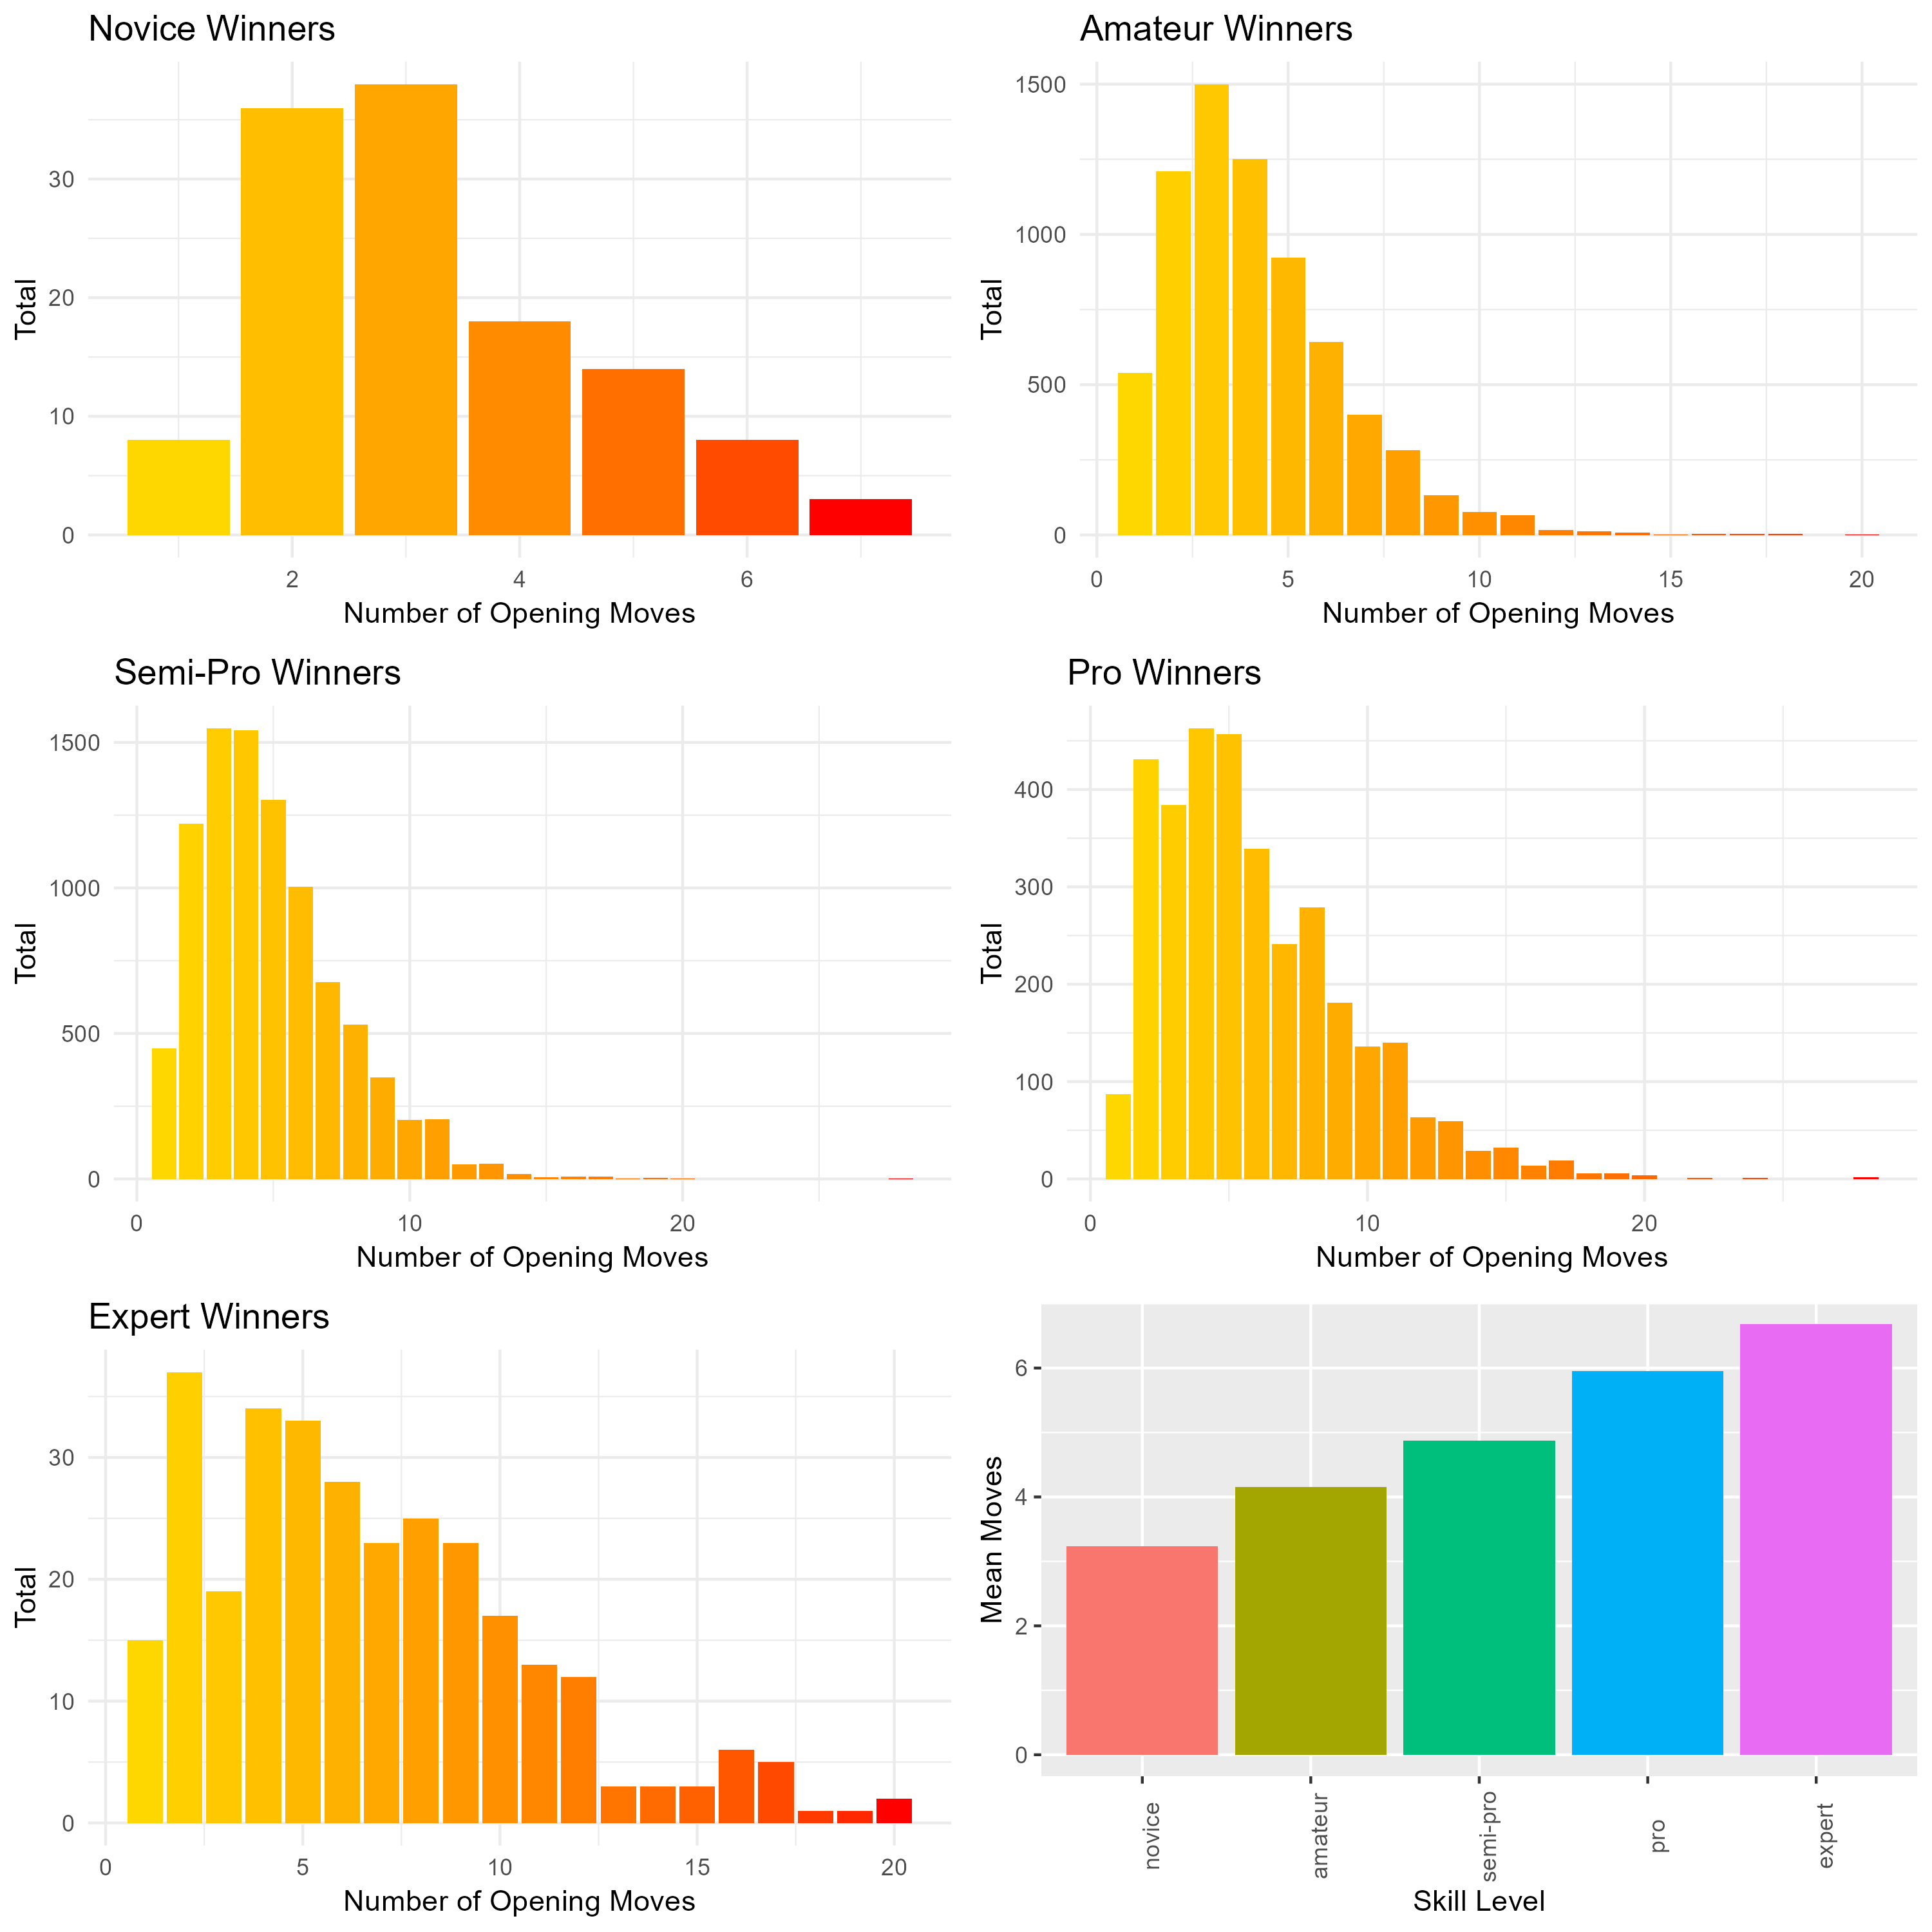 Novice Winners
Total
30
20
10
0
2 4 6
Number of Opening Moves
Amateur Winners
Total
1500
1000
500
0
0 5 10 15 20
Number of Opening Moves
Semi-Pro Winners
Total
1500
1000
500
0
0 10 20
Number of Opening Moves
Pro Winners
Total
400
300
200
100
0
0 10 20
Number of Opening Moves
Expert Winners
Total
30
20
10
0
0 5 10 15 20
Number of Opening Moves
Mean Moves
6
4
2
0
novice
amateur
semi-pro
pro
expert
Skill Level